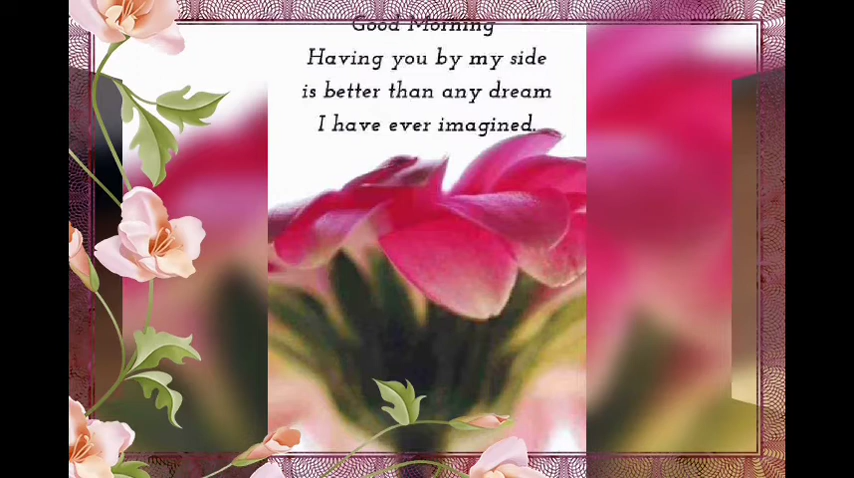 Good Morning
Having you by my side
is better than any dream
I have ever imagined.